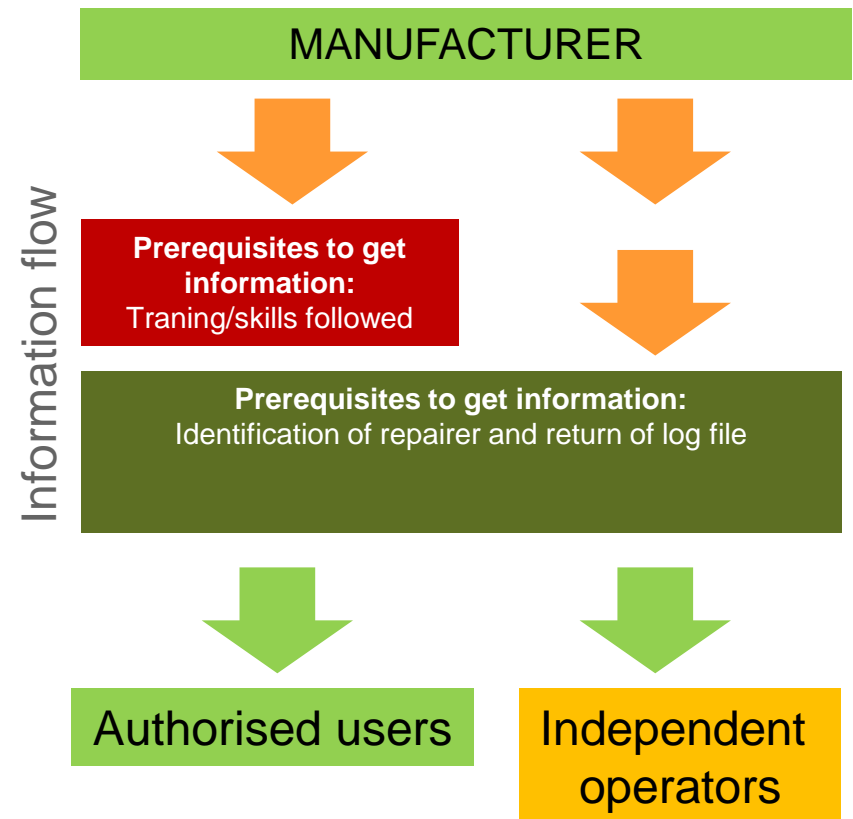 MANUFACTURER
Information flow
Prerequisites to get
information:
Traning/skills followed
Prerequisites to get information:
Identification of repairer and return of log file
Authorised users
Independent
operators